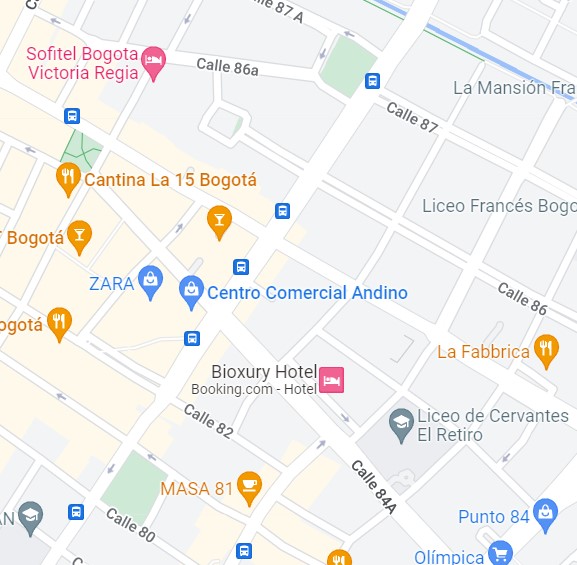 Calle 87 A
Sofitel Bogota
Victoria Regia
Calle 86a
La Mansión Fra
Calle 87
Cantina La 15 Bogotá
Liceo Francés Bogo
Bogotá
ZARA
Centro Comercial Andino
Calle 86
ogotá
La Fabbrica
Bioxury Hotel
Booking.com - Hotel
Calle 82
Liceo de Cervantes
El Retiro
Calle 84A
MASA 81
AN
Calle 80
Punto 84
Olímpica